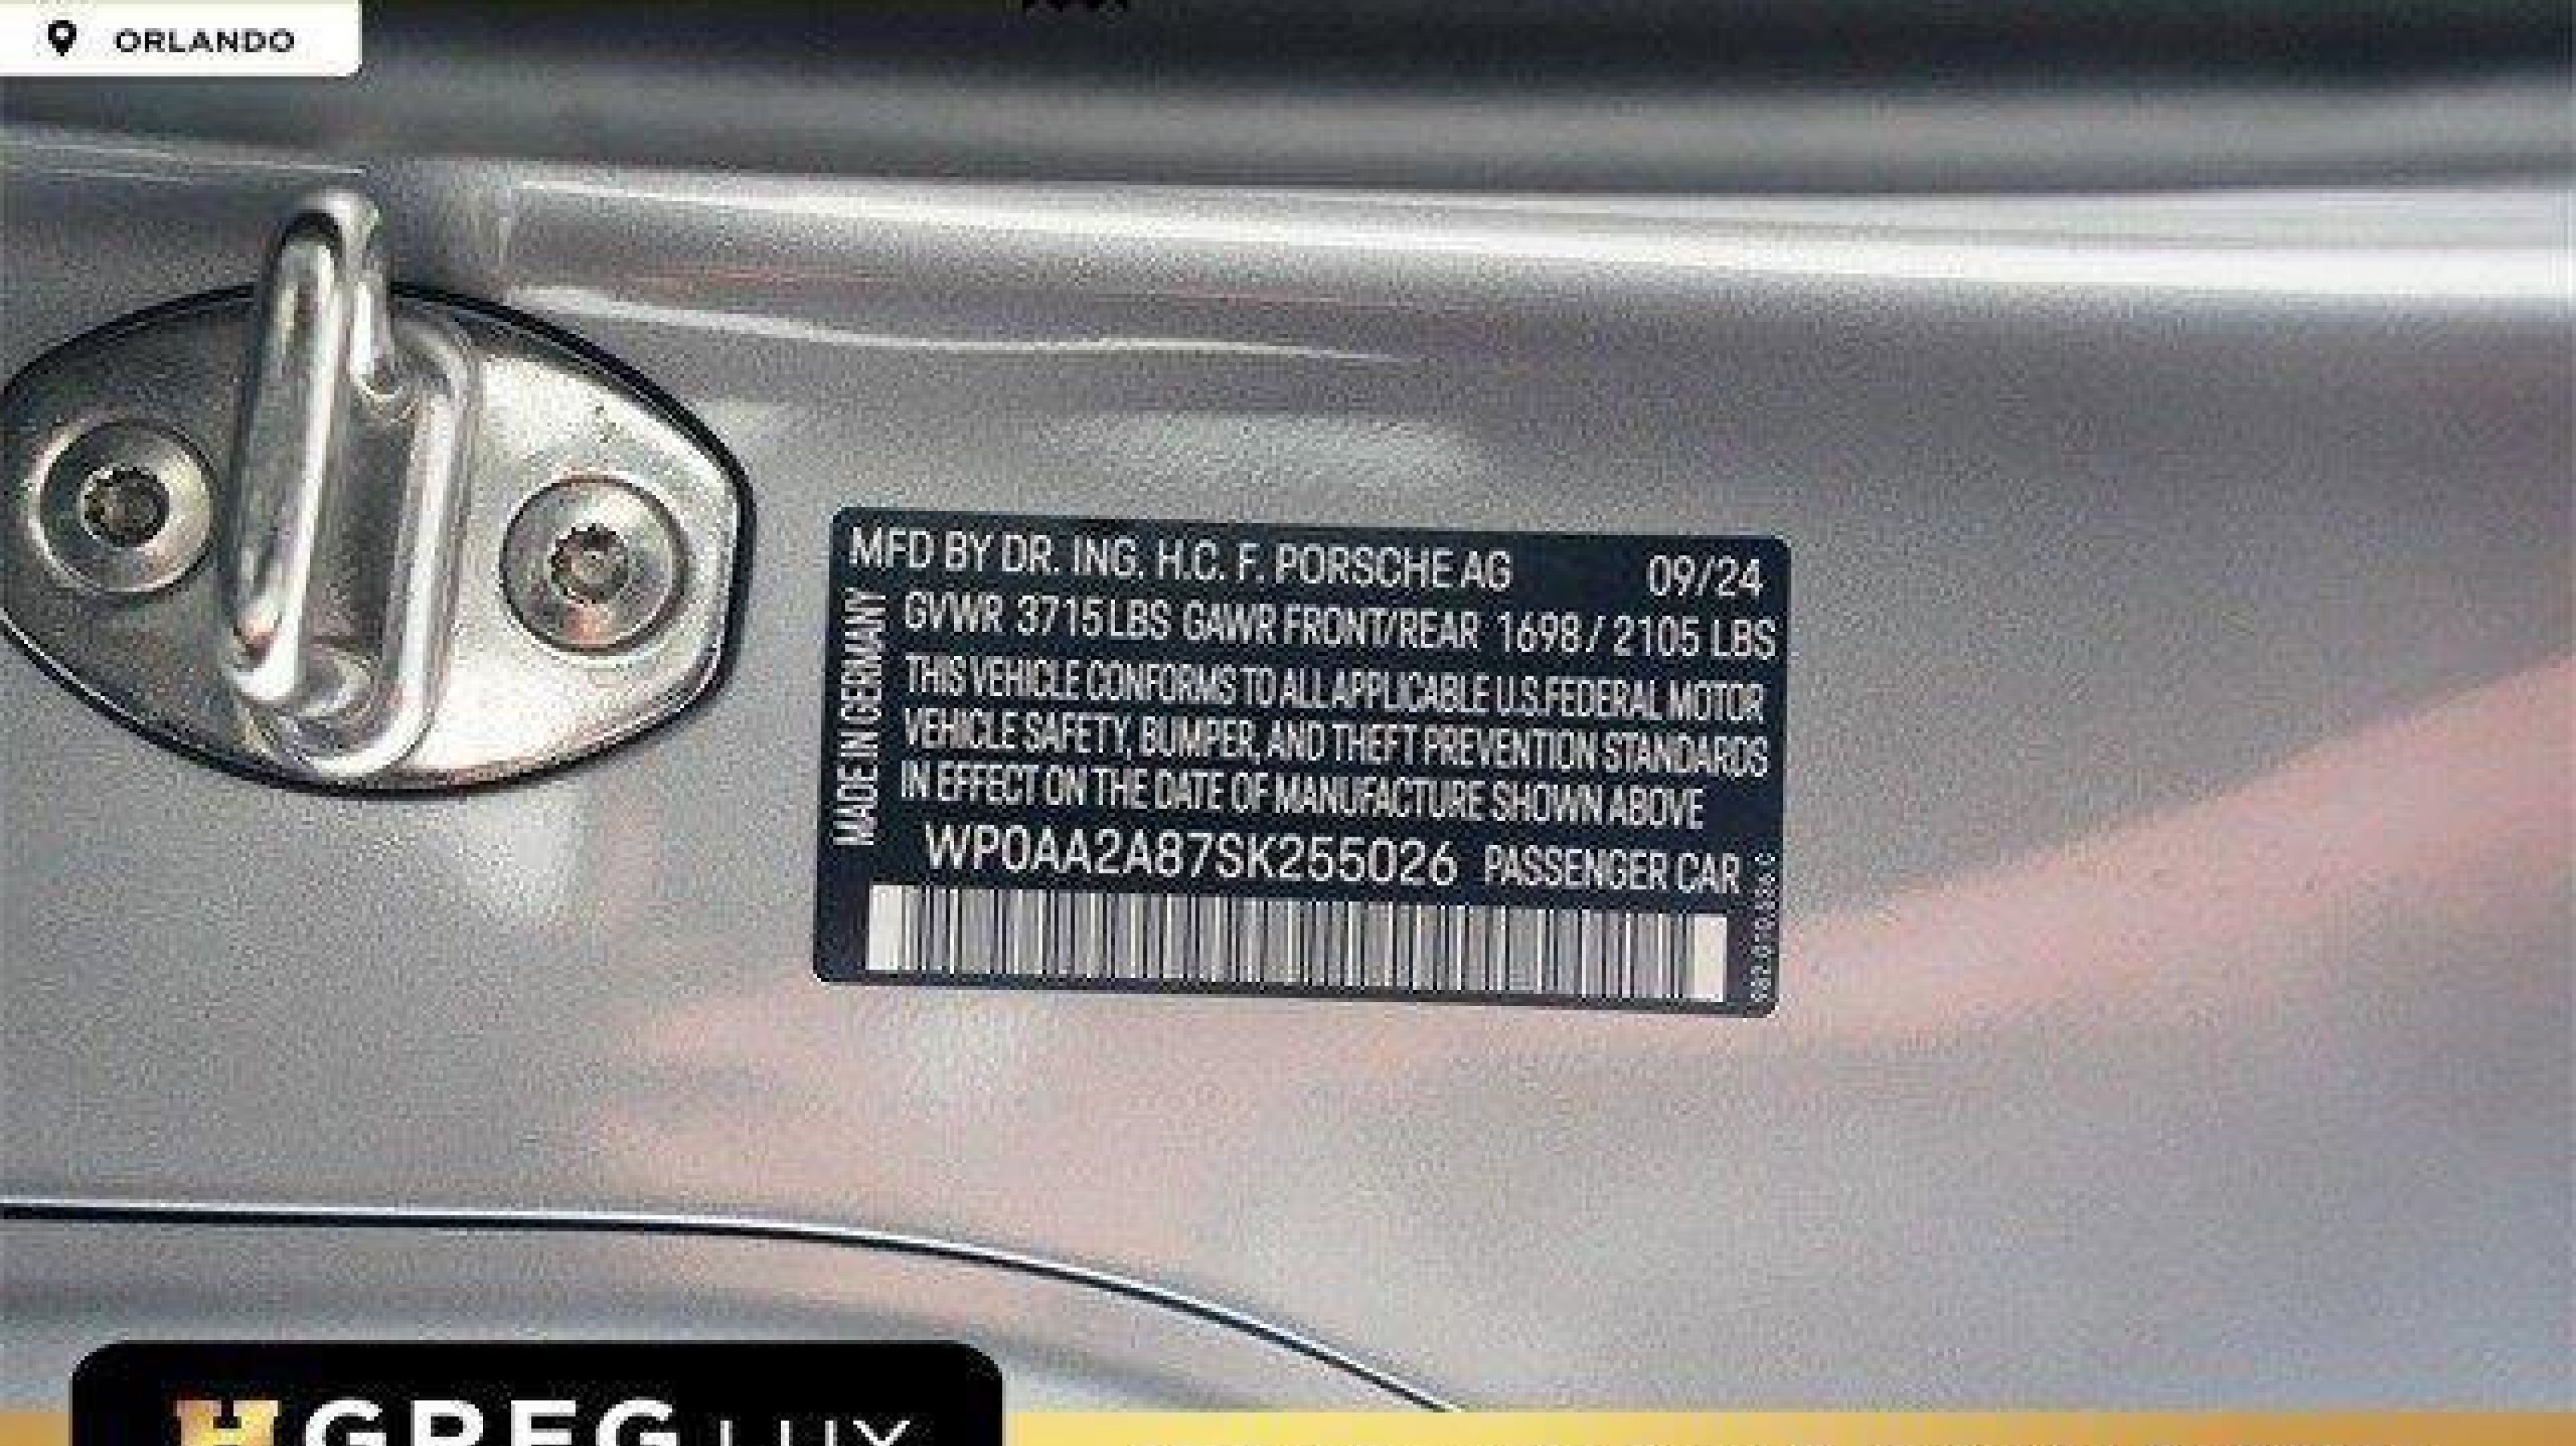 ORLANDO
MFD BY DR. ING. H.C. F. PORSCHE AG 09/24
GVWR 3715 LBS GAWR FRONT/REAR 1698 / 2105 LBS
THIS VEHICLE CONFORMS TO ALL APPLICABLE U.S.FEDERAL MOTOR
VEHICLE SAFETY, BUMPER, AND THEFT PREVENTION STANDARDS
IN EFFECT ON THE DATE OF MANUFACTURE SHOWN ABOVE
WP0AA2A87SK255026 PASSENGER CAR
MADE IN GERMANY
HGREG LUX